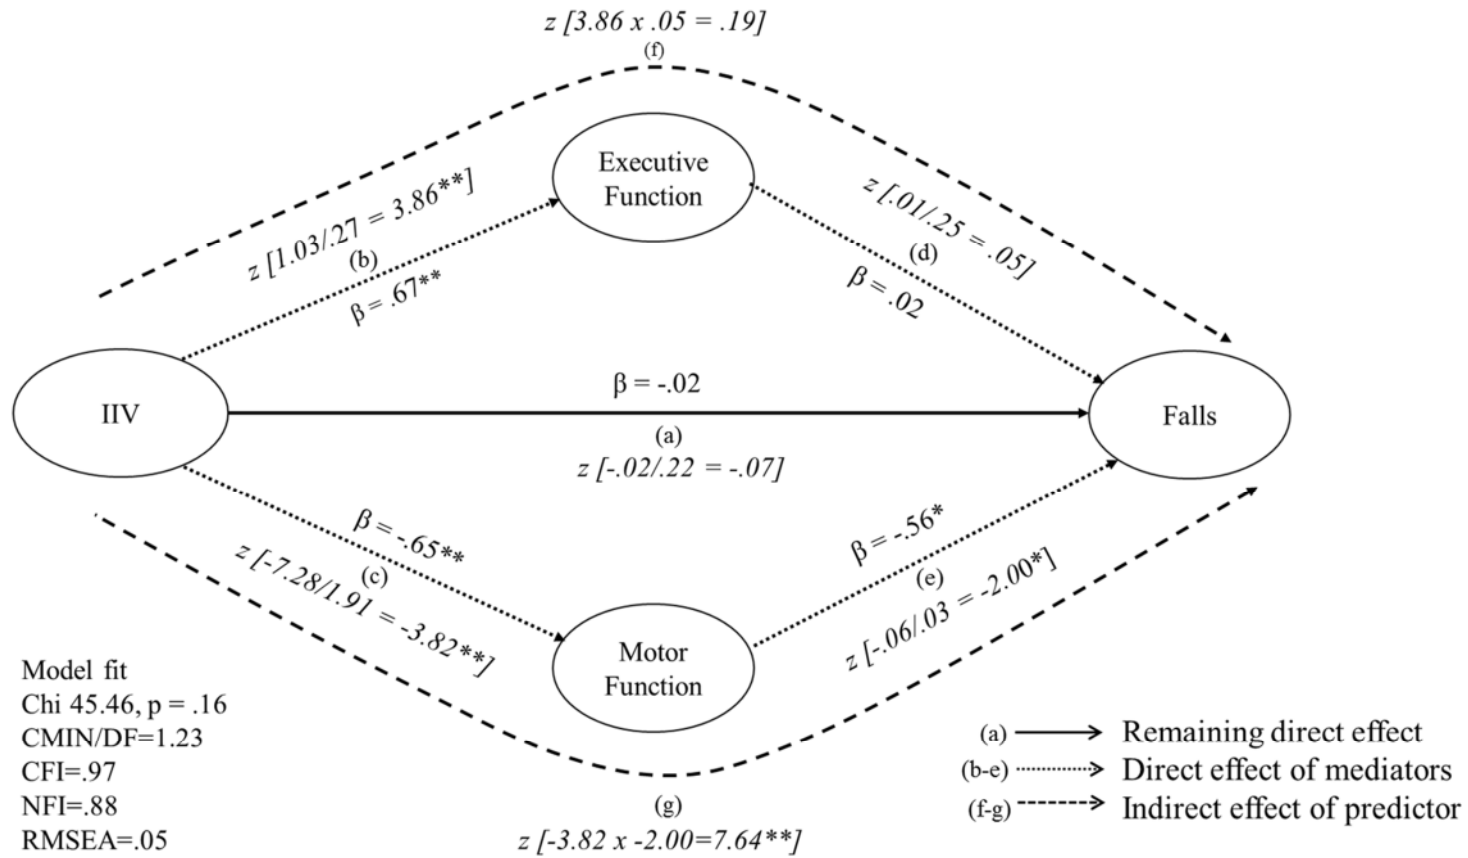 z [3.86 x .05 = .19]
(f)
Executive
Function
z [1.03/.27 = 3.86**]
(b)
β = .67**
z [.01/.25 = .05]
(d)
β = .02
IIV
β = -.02
(a)
z [-.02/.22 = -.07]
Falls
β = -.65**
(c)
z [-7.28/1.91 = -3.82**]
β = -.56*
(e)
z [-.06/.03 = -2.00*]
Motor
Function
Model fit
Chi 45.46, p = .16
CMIN/DF=1.23
CFI=.97
NFI=.88
RMSEA=.05
(g)
z [-3.82 x -2.00=7.64**]
(a) Remaining direct effect
(b-e) Direct effect of mediators
(f-g) Indirect effect of predictor